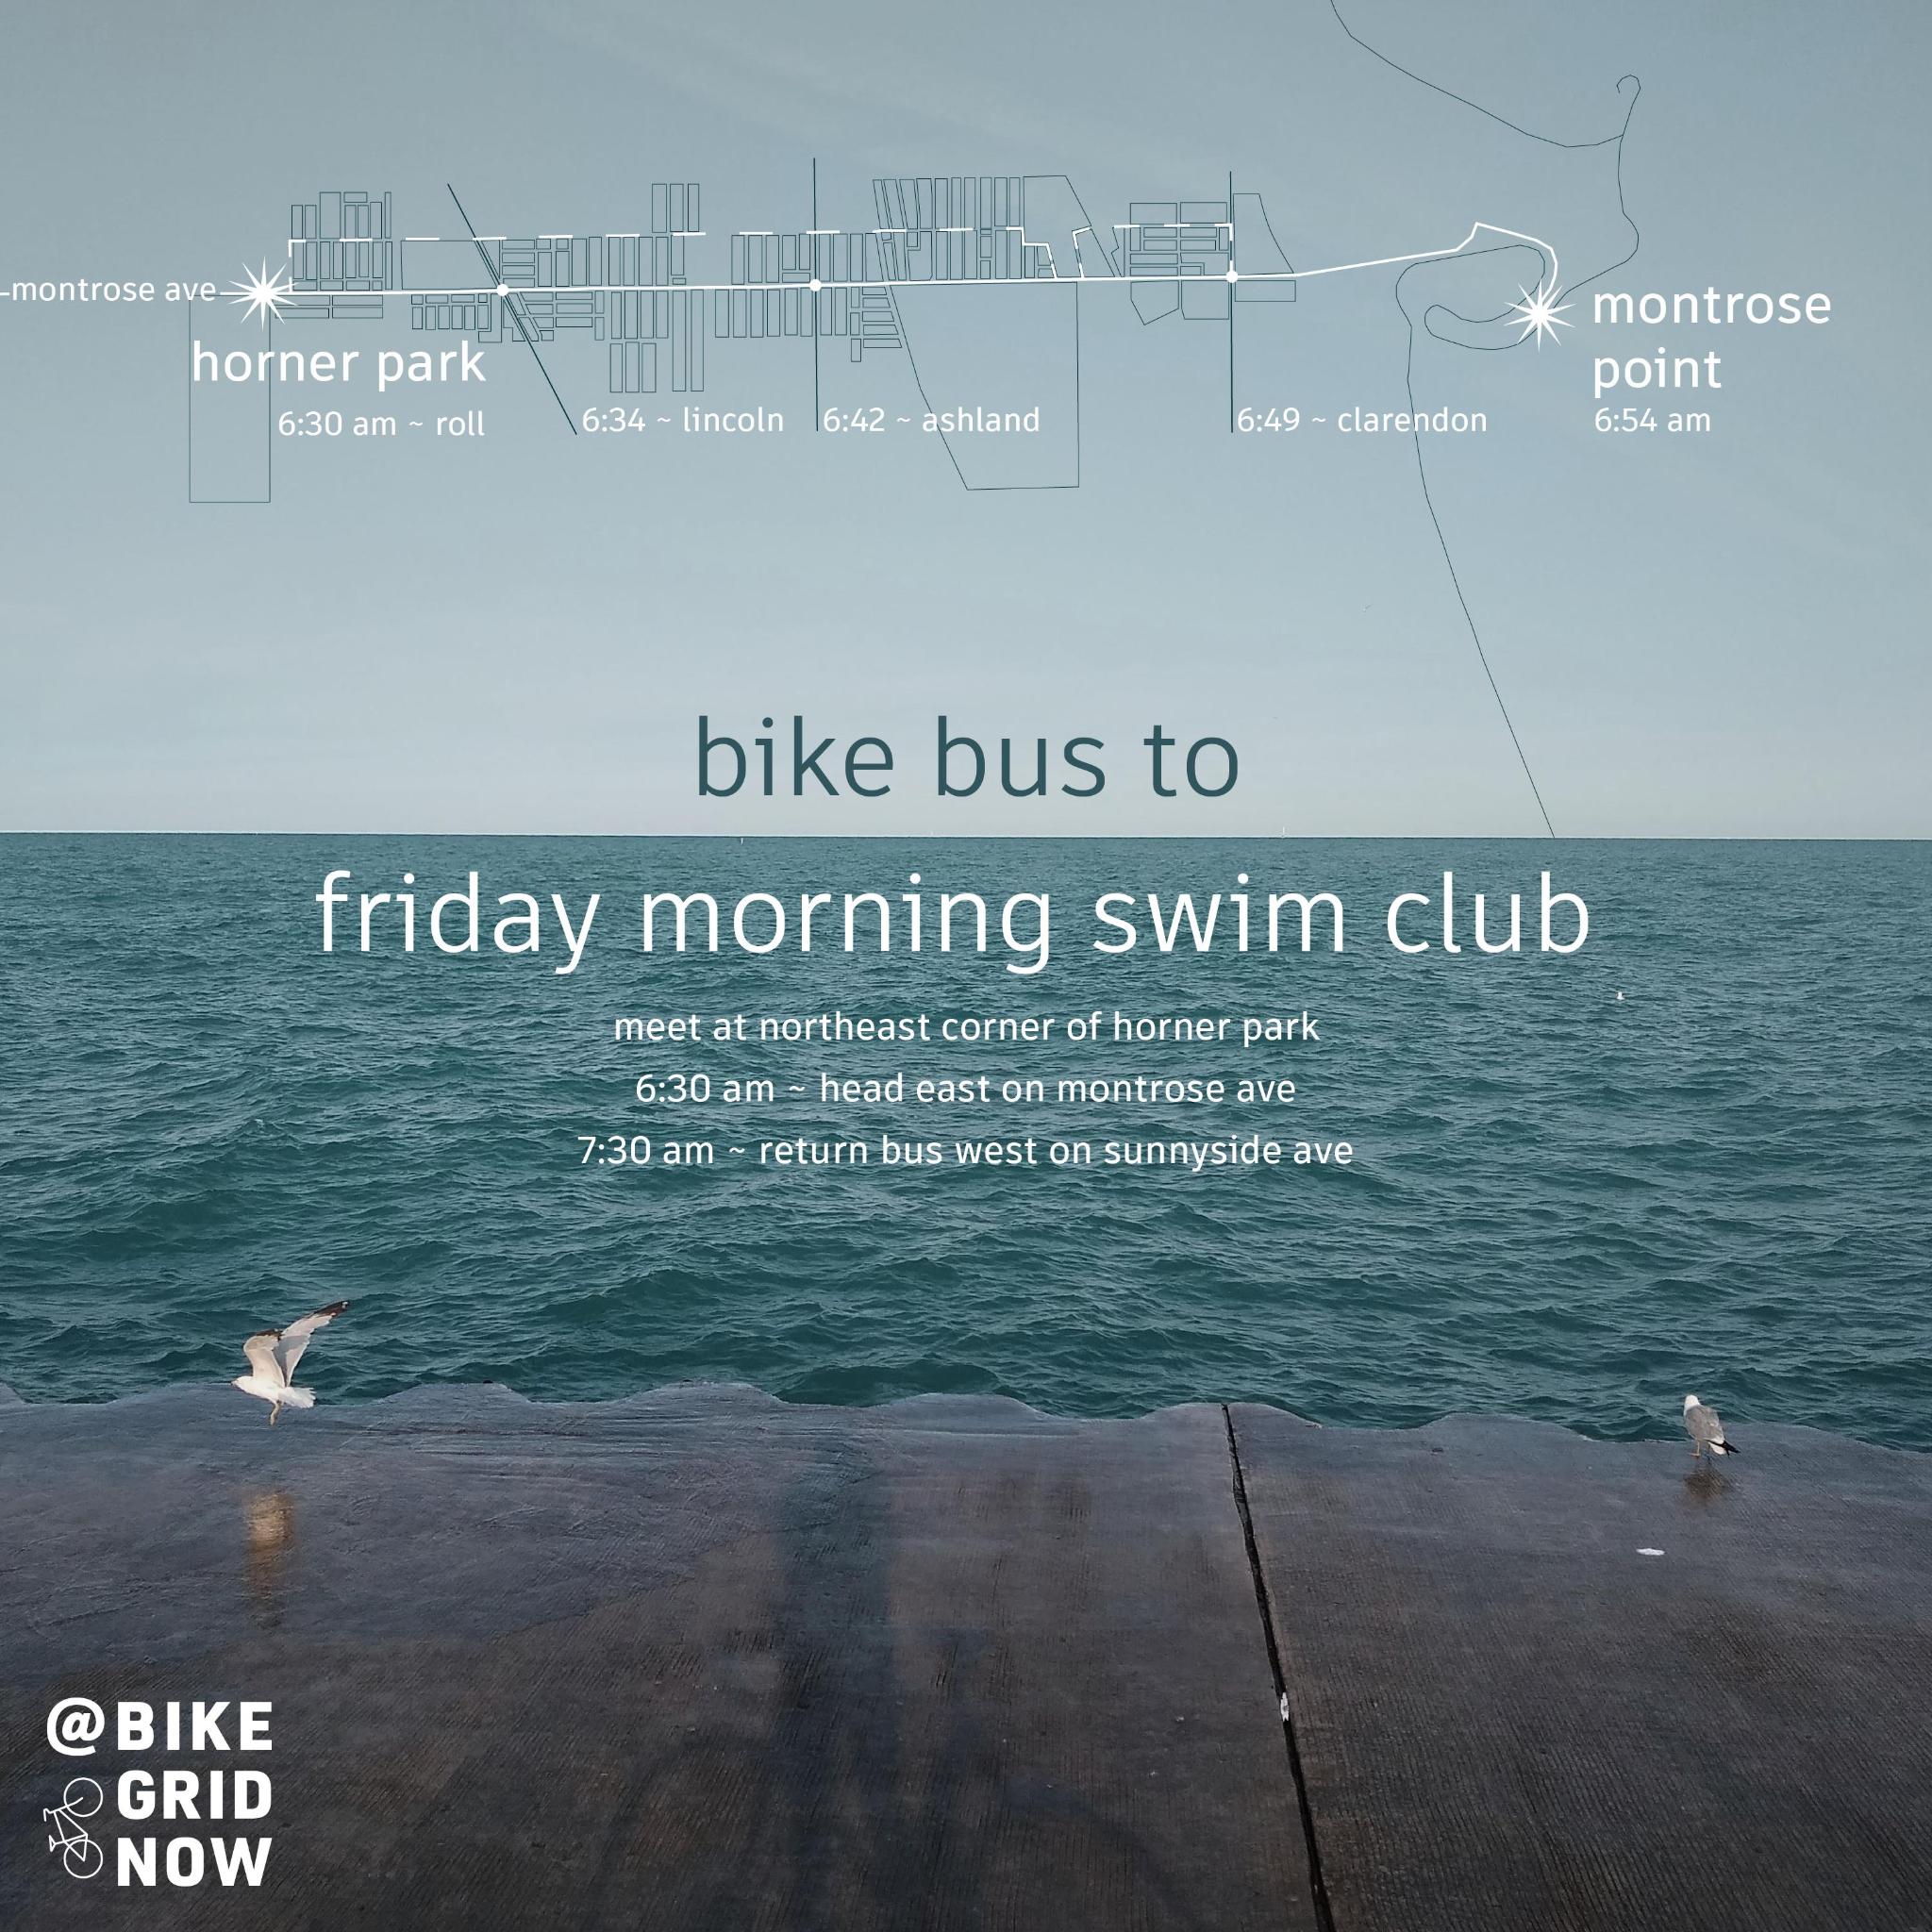 montrose ave
horner park
6:30 am ~ roll
6:34 ~ lincoln
6:42 ~ ashland
6:49 ~ clarendon
montrose
point
6:54 am
bike bus to
friday morning swim club
meet at northeast corner of horner park
6:30 am ~ head east on montrose ave
7:30 am ~ return bus west on sunnyside ave
@BIKE
GRID
NOW